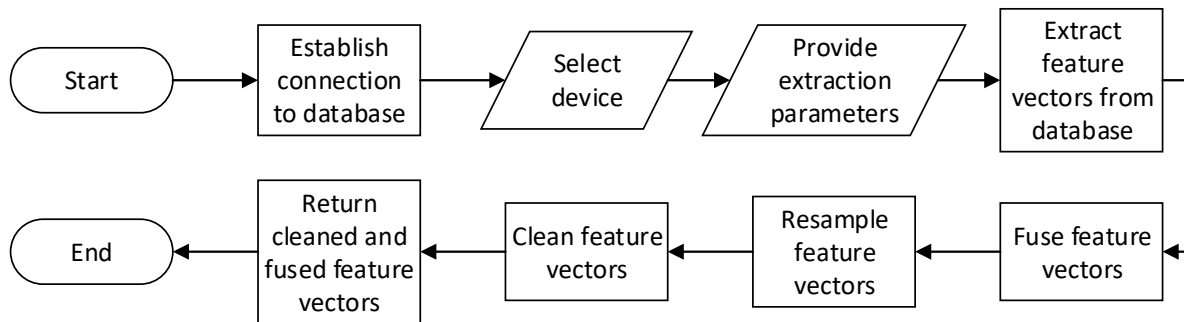 Start
Establish
connection
to database
Select
device
Provide
extraction
parameters
Extract
feature
vectors from
database
Fuse feature
vectors
Resample
feature
vectors
Clean feature
vectors
Return
cleaned and
fused feature
vectors
End